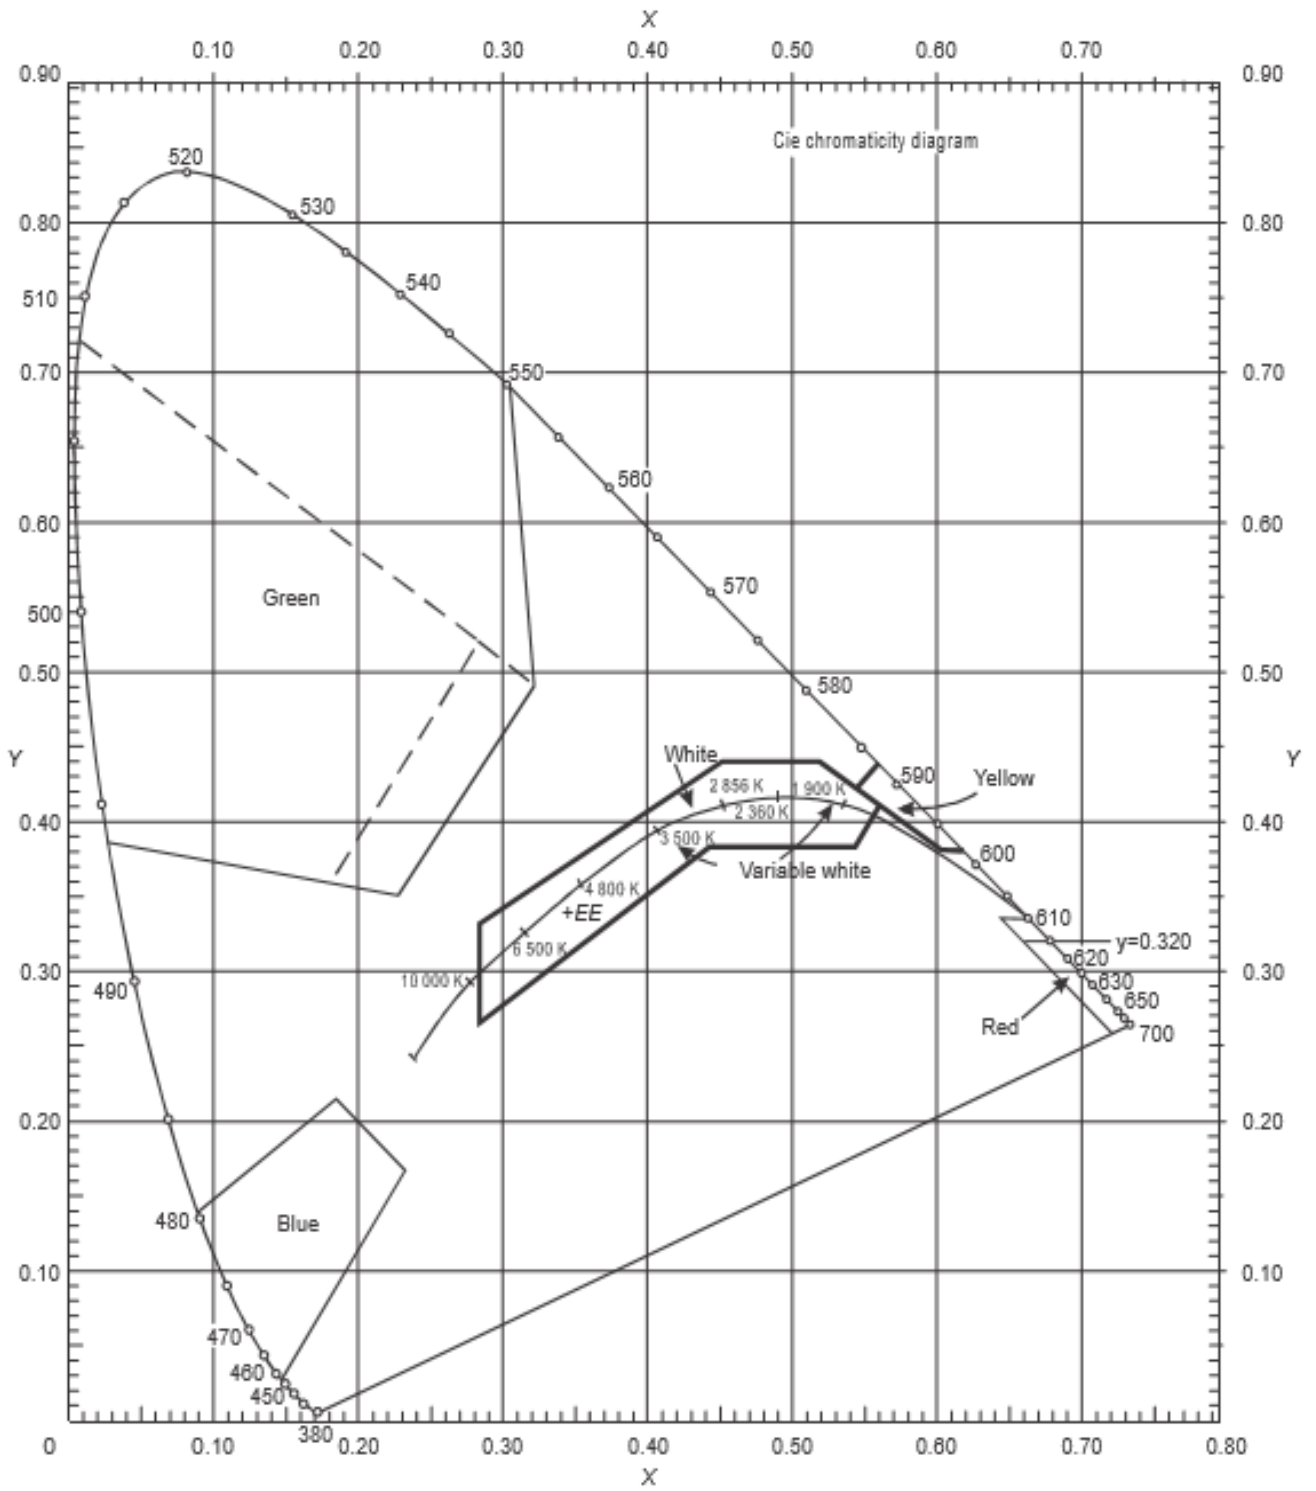 X
0.10 0.20 0.30 0.40 0.50 0.60 0.70
0.90 0.90
Cie chromaticity diagram
520
530
0.80 0.80
540
510
0.70 550 0.70
560
0.60 0.60
570
Green
500
0.50 580 0.50
Y White Y
590 Yellow
2 856 K 1 900 K
2 360 K
0.40 0.40
3 500 K
600
Variable white
4 800 K
+EE 610
6 500 K y=0.320
620
0.30 10 000 K 630 0.30
490 650
Red 700
0.20 0.20
480 Blue
0.10 0.10
470
460
450
380
0 0.10 0.20 0.30 0.40 0.50 0.60 0.70 0.80
X